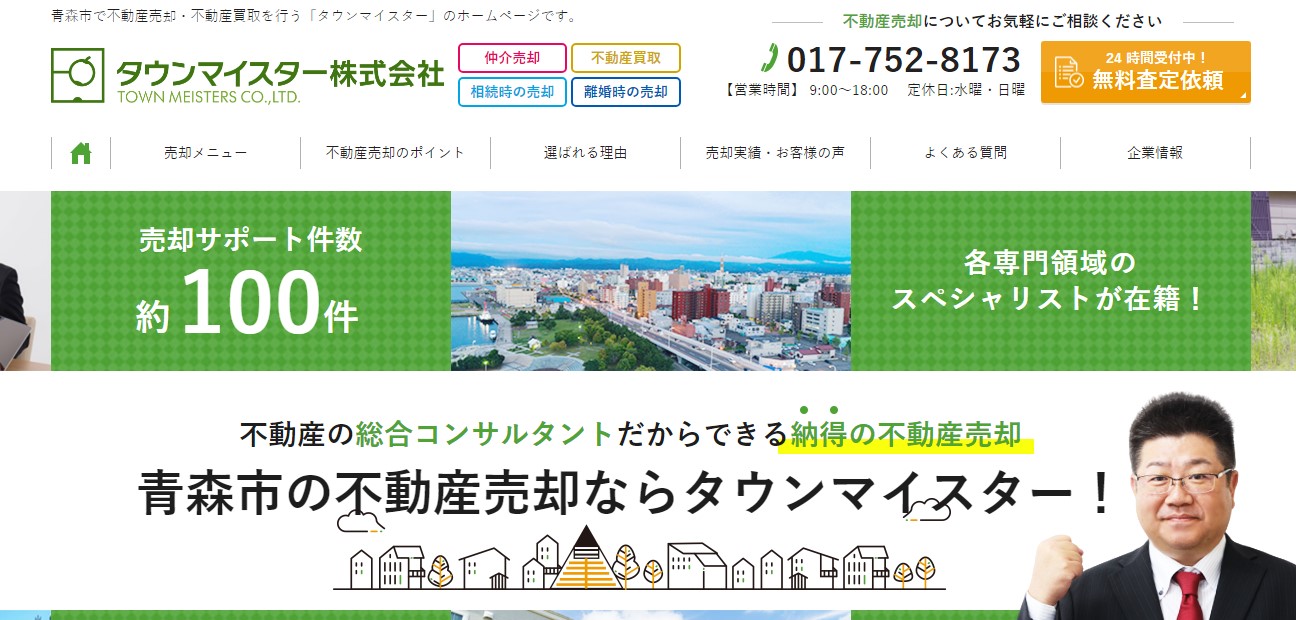 青森市で不動産売却・不動産買取を行う「タウンマイスター」のホームページです。
不動産売却についてお気軽にご相談ください
タウンマイスター株式会社
TOWN MEISTERS CO.,LTD.
仲介売却
不動産買取
相続時の売却
離婚時の売却
017-752-8173
【営業時間】 9:00～18:00 定休日:水曜・日曜
24 時間受付中！
無料査定依頼
売却メニュー
不動産売却のポイント
選ばれる理由
売却実績・お客様の声
よくある質問
企業情報
売却サポート件数
約100件
各専門領域の
スペシャリストが在籍！
不動産の総合コンサルタントだからできる納得の不動産売却
青森市の不動産売却ならタウンマイスター！